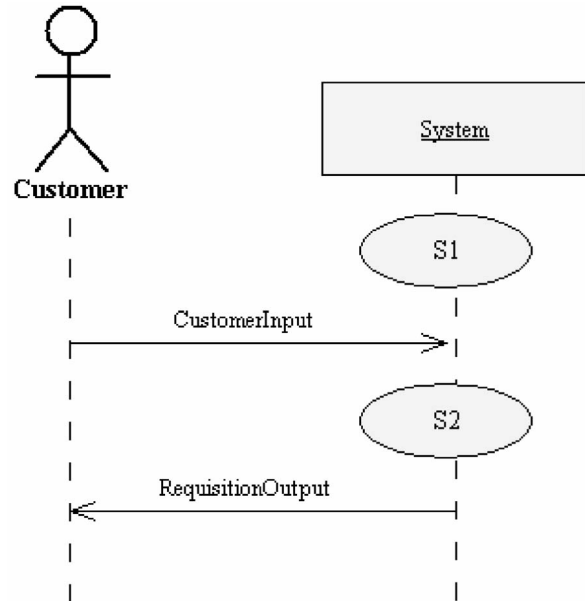 System
Customer
S1
CustomerInput
S2
RequisitionOutput